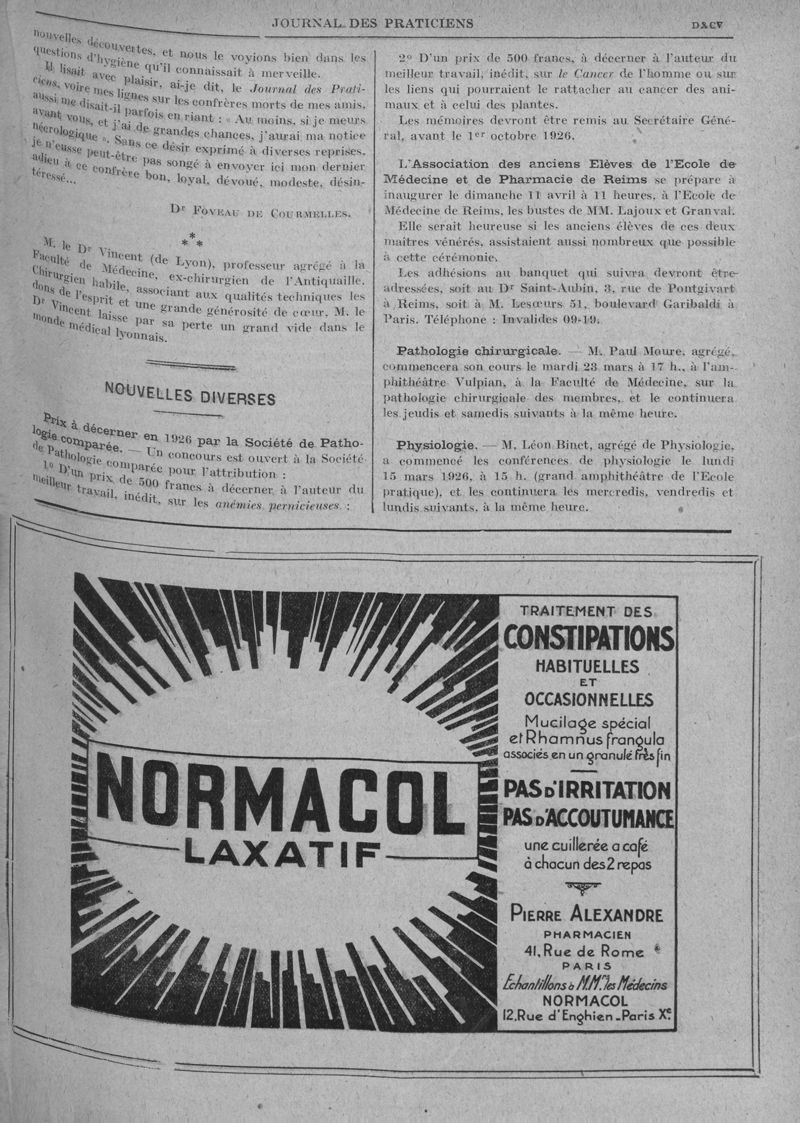 JOURNAL DES PRATICIENS
nouvelles découvertes, et nous le voyions bien dans les
questions d'hygiène qu'il connaissait à merveille.
Il lisait avec plaisir, ai-je dit, le Journal des Prati-
ciens, voire mes lignes sur les confrères morts de mes amis,
aussi me disait-il parfois en riant : « Au moins, si je meurs
avant vous, et j'ai de grandes chances, j'aurai ma notice
nécrologique ». Sans ce désir exprimé à diverses reprises,
je n'eusse peut-être pas songé à envoyer ici mon dernier
adieu à ce confrère bon, loyal, dévoué, modeste, désin-
téressé...
Dr FOVEAU DE COURMELLES.
* * *
M. le Dr Vincent (de Lyon), professeur agrégé à la
Faculté de Médecine, ex-chirurgien de l'Antiquaille.
Chirurgien habile, associant aux qualités techniques les
dons de l'esprit et une grande générosité de cœur, M. le
Dr Vincent laisse par sa perte un grand vide dans le
monde médical lyonnais.
NOUVELLES DIVERSES
Prix à décerner en 1926 par la Société de Patho-
logie comparée. — Un concours est ouvert à la Société
de Pathologie comparée pour l'attribution :
1o D'un prix de 500 francs à décerner à l'auteur du
meilleur travail, inédit, sur les anémies pernicieuses ;
2o D'un prix de 500 francs, à décerner à l'auteur du
meilleur travail, inédit, sur le Cancer de l'homme ou sur
les liens qui pourraient le rattacher au cancer des ani-
maux et à celui des plantes.
Les mémoires devront être remis au Secrétaire Géné-
ral, avant le 1er octobre 1926.
L'Association des anciens Elèves de l'Ecole de
Médecine et de Pharmacie de Reims se prépare à
inaugurer le dimanche 11 avril à 11 heures, à l'Ecole de
Médecine de Reims, les bustes de MM. Lajoux et Granval.
Elle serait heureuse si les anciens élèves de ces deux
maîtres vénérés, assistaient aussi nombreux que possible
à cette cérémonie.
Les adhésions au banquet qui suivra devront être
adressées, soit au Dr Saint-Aubin, 3, rue de Pontgivart
à Reims, soit à M. Lesœurs 51, boulevard Garibaldi à
Paris. Téléphone : Invalides 09-19.
Pathologie chirurgicale. — M. Paul Moure, agrégé,
commencera son cours le mardi 23 mars à 17 h., à l'am-
phithéâtre Vulpian, à la Faculté de Médecine, sur la
pathologie chirurgicale des membres, et le continuera
les jeudis et samedis suivants à la même heure.
Physiologie. — M. Léon Binet, agrégé de Physiologie,
a commencé les conférences de physiologie le lundi
15 mars 1926, à 15 h. (grand amphithéâtre de l'Ecole
pratique), et les continuera les mercredis, vendredis et
lundis suivants, à la même heure.
NORMACOL
LAXATIF
TRAITEMENT DES
CONSTIPATIONS
HABITUELLES
ET
OCCASIONNELLES
Mucilage spécial
et Rhamnus frangula
associés en un granulé très fin
PAS D'IRRITATION
PAS D'ACCOUTUMANCE
une cuillerée a café
à chacun des 2 repas
PIERRE ALEXANDRE
PHARMACIEN
41, Rue de Rome
PARIS
Echantillons à M.M.rs les Médecins
NORMACOL
12, Rue d'Enghien - Paris Xe